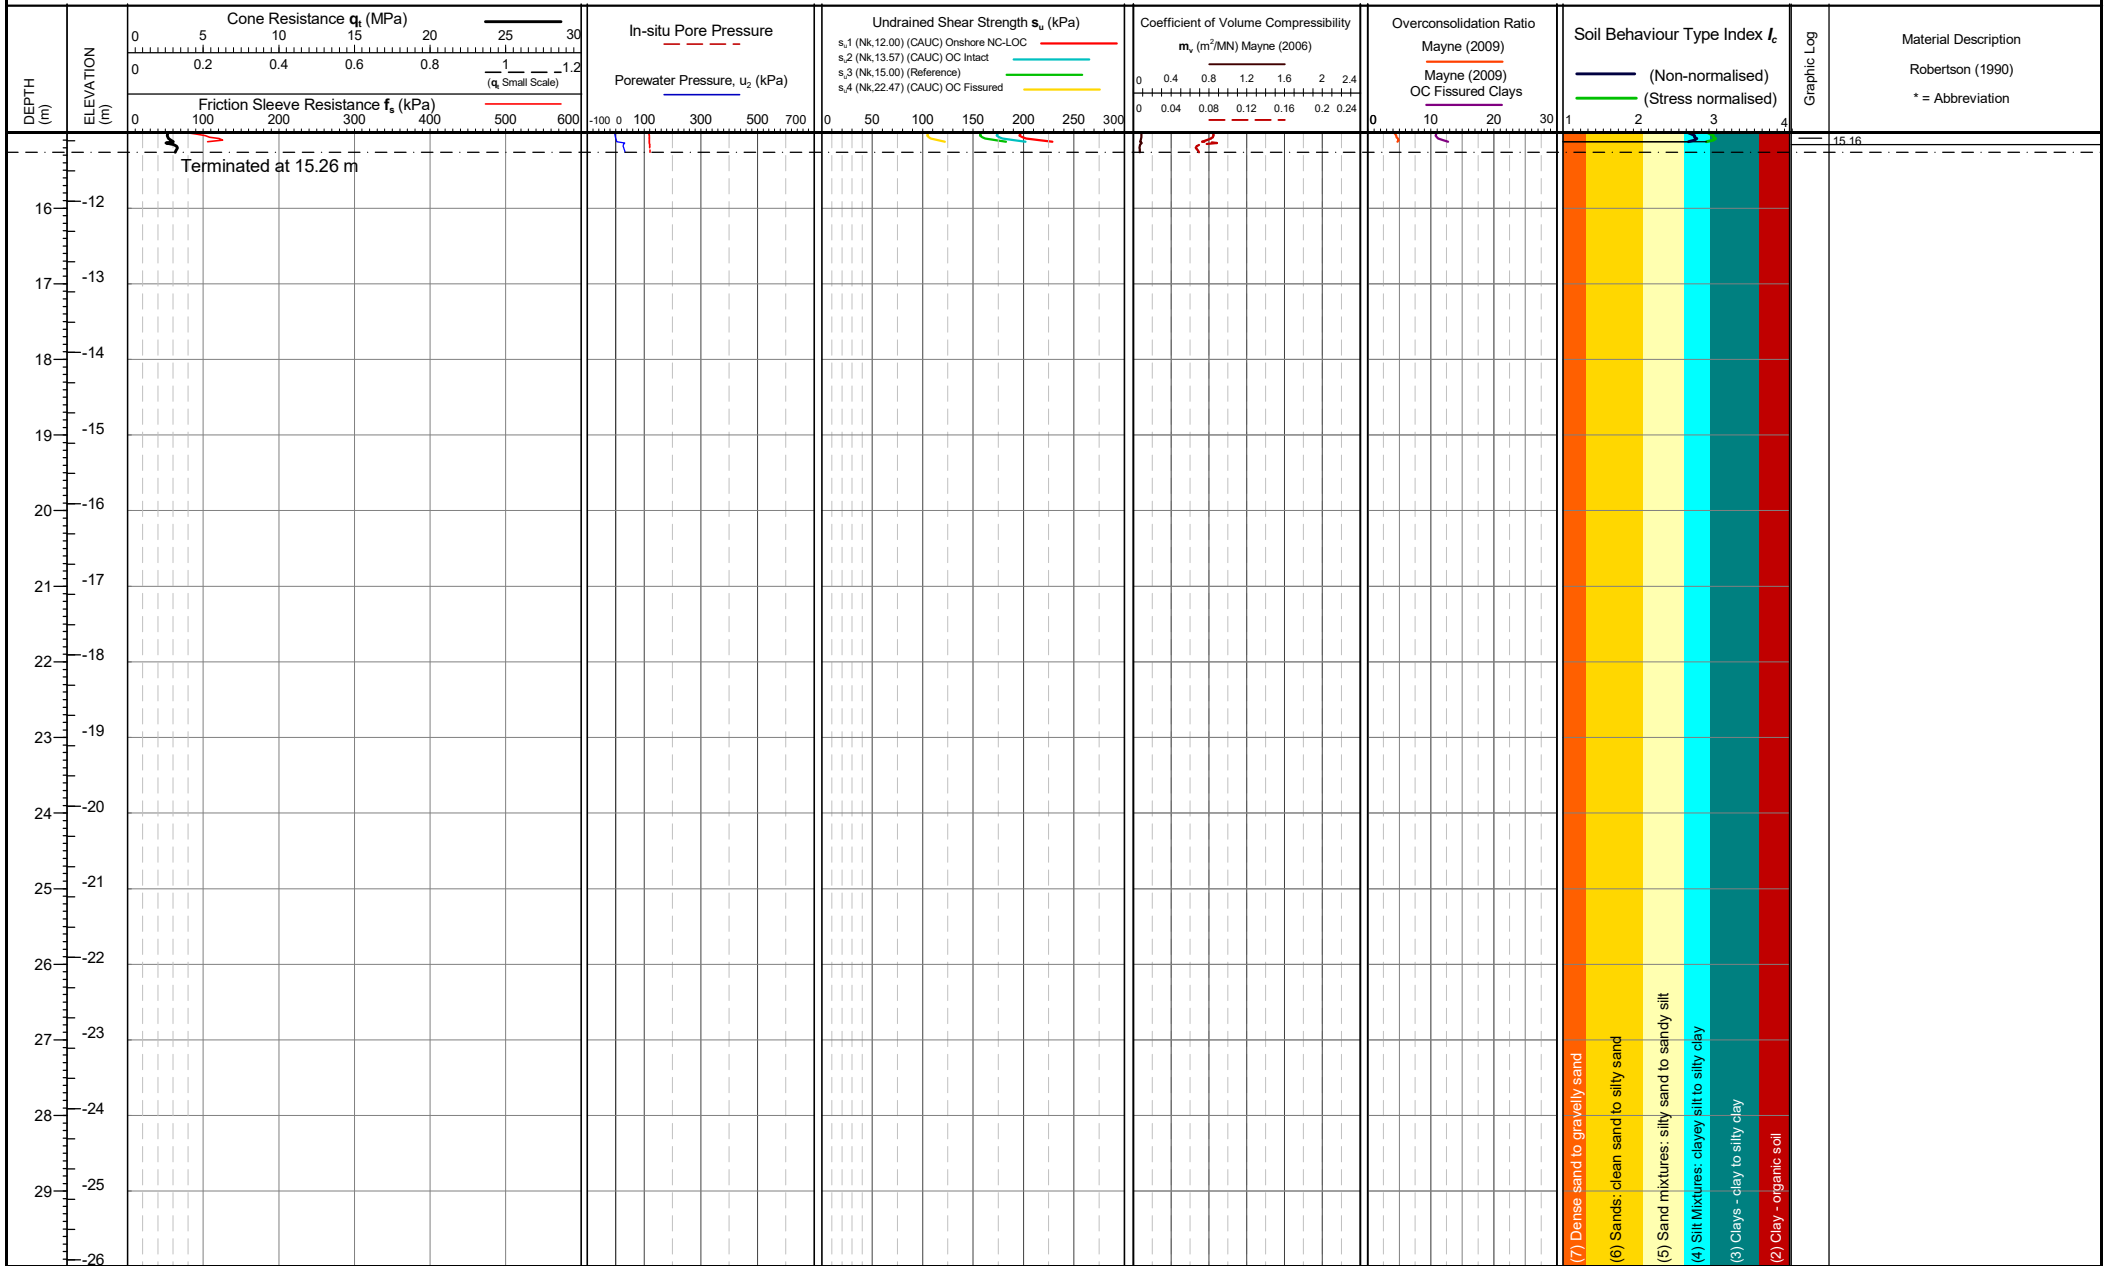 DEPTH
(m)
ELEVATION
(m)
Cone Resistance qt (MPa)
0 5 10 15 20 25 30
0 0.2 0.4 0.6 0.8 1 1.2
(qt Small Scale)
Friction Sleeve Resistance fs (kPa)
0 100 200 300 400 500 600
In-situ Pore Pressure
Porewater Pressure, u2 (kPa)
-100 0 100 300 500 700
Undrained Shear Strength su (kPa)
su1 (Nk,12.00) (CAUC) Onshore NC-LOC
su2 (Nk,13.57) (CAUC) OC Intact
su3 (Nk,15.00) (Reference)
su4 (Nk,22.47) (CAUC) OC Fissured
0 50 100 150 200 250 300
Coefficient of Volume Compressibility
mv (m²/MN) Mayne (2006)
0 0.4 0.8 1.2 1.6 2 2.4
0 0.04 0.08 0.12 0.16 0.2 0.24
Overconsolidation Ratio
Mayne (2009)
Mayne (2009)
OC Fissured Clays
0 10 20 30
Soil Behaviour Type Index Ic
(Non-normalised)
(Stress normalised)
1 2 3 4
Graphic Log
Material Description
Robertson (1990)
* = Abbreviation
15.16
Terminated at 15.26 m
16 -12
-13
17
-14
18
-15
19
-16
20
-17
21
-18
22
-19
23
-20
24
-21
25
-22
26
-23
27
-24
28
-25
29
-26
(7) Dense sand to gravelly sand
(6) Sands: clean sand to silty sand
(5) Sand mixtures: silty sand to sandy silt
(4) Silt Mixtures: clayey silt to silty clay
(3) Clays - clay to silty clay
(2) Clay - organic soil